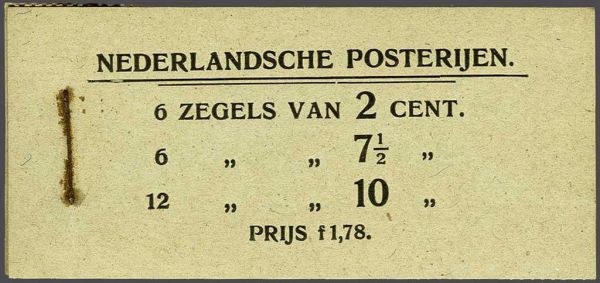 NEDERLANDSCHE POSTERIJEN.
6 ZEGELS VAN 2 CENT.
6 „ „ 7½ „
12 „ „ 10 „
PRIJS f 1,78.